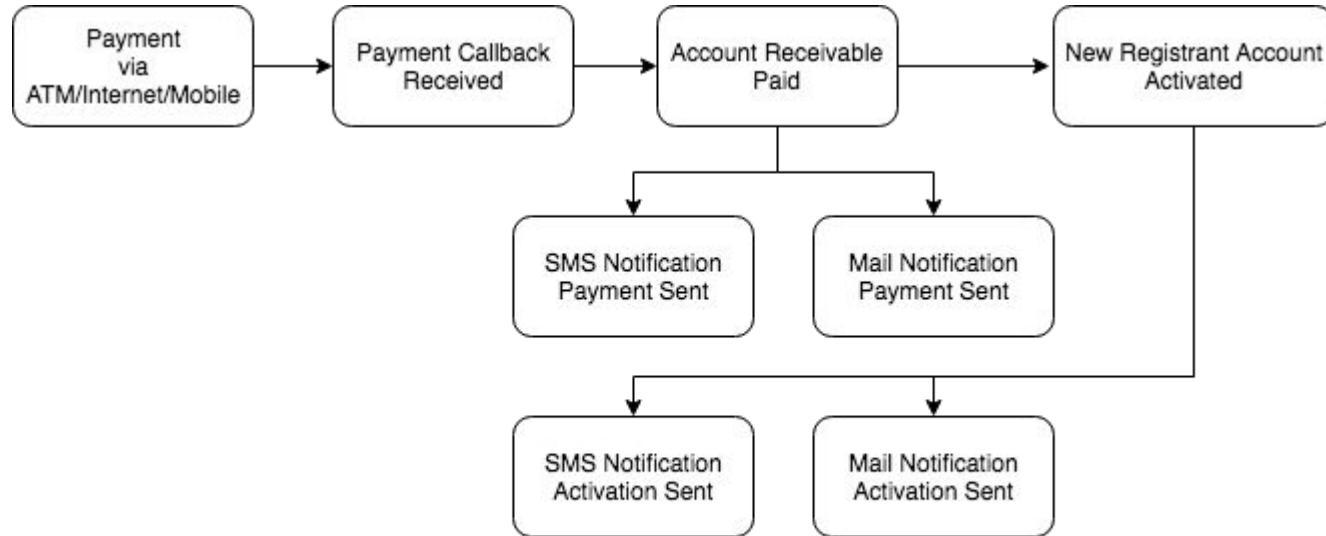 Payment
via
ATM/Internet/Mobile
Payment Callback
Received
Account Receivable
Paid
New Registrant Account
Activated
SMS Notification
Payment Sent
Mail Notification
Payment Sent
SMS Notification
Activation Sent
Mail Notification
Activation Sent